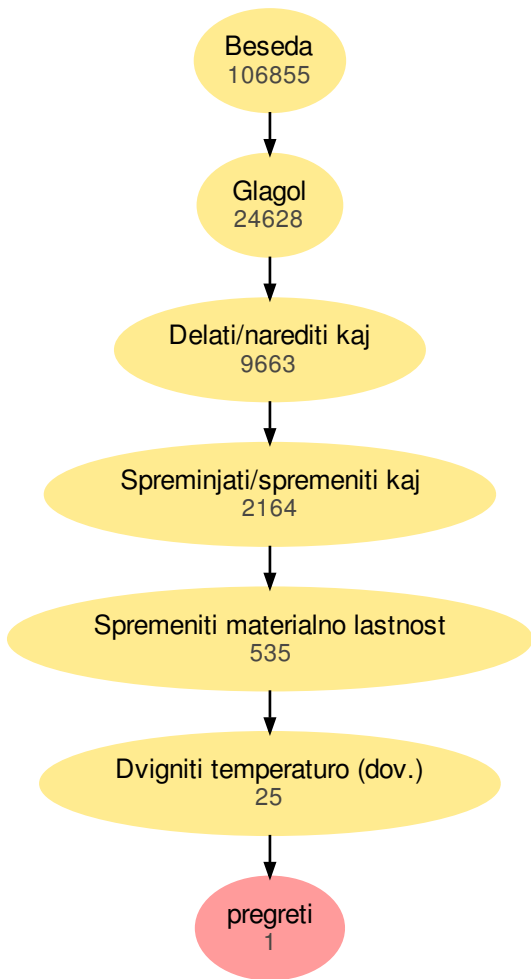 Beseda
106855
Glagol
24628
Delati/narediti kaj
9663
Spreminjati/spremeniti kaj
2164
Spremeniti materialno lastnost
535
Dvigniti temperaturo (dov.)
25
pregreti
1